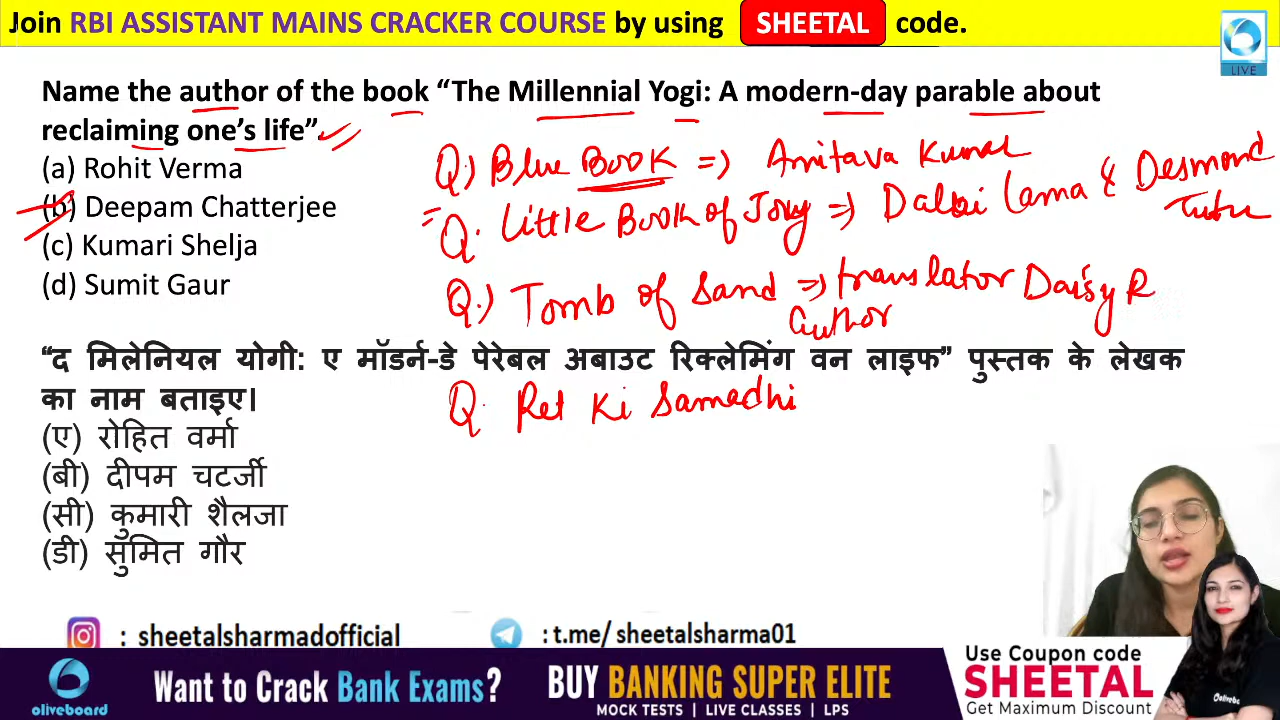 Join RBI ASSISTANT MAINS CRACKER COURSE by using SHEETAL code.
LIVE
Name the author of the book “The Millennial Yogi: A modern-day parable about
reclaiming one’s life”.
(a) Rohit Verma
(b) Deepam Chatterjee
(c) Kumari Shelja
(d) Sumit Gaur
Q.) Blue Book => Amitava Kumar
Q. Little Book of Joy => Dalai Lama & Desmond
Tutu
Q.) Tomb of Sand => translator Daisy R
author
“द मिलेनियल योगी: ए मॉडर्न-डे पेरेबल अबाउट रिक्लेमिंग वन लाइफ” पुस्तक के लेखक
का नाम बताइए।
Q. Ret Ki Samadhi
(ए) रोहित वर्मा
(बी) दीपम चटर्जी
(सी) कुमारी शैलजा
(डी) सुमित गौर
: sheetalsharmadofficial
: t.me/ sheetalsharma01
oliveboard
Want to Crack Bank Exams?
BUY BANKING SUPER ELITE
MOCK TESTS | LIVE CLASSES | LPS
Use Coupon code
SHEETAL
Get Maximum Discount